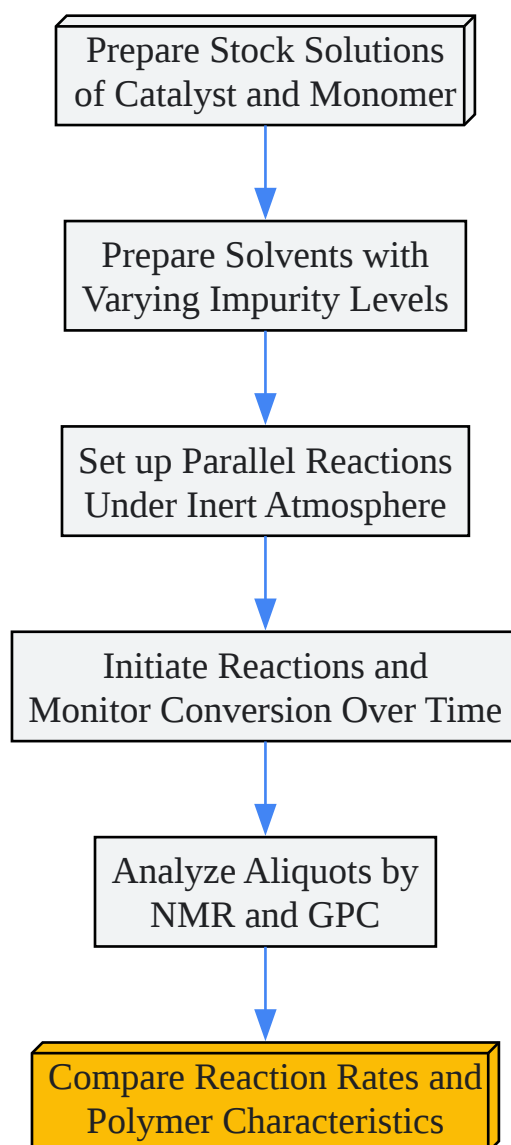 Prepare Stock Solutions
of Catalyst and Monomer
Prepare Solvents with
Varying Impurity Levels
Set up Parallel Reactions
Under Inert Atmosphere
Initiate Reactions and
Monitor Conversion Over Time
Analyze Aliquots by
NMR and GPC
Compare Reaction Rates and
Polymer Characteristics